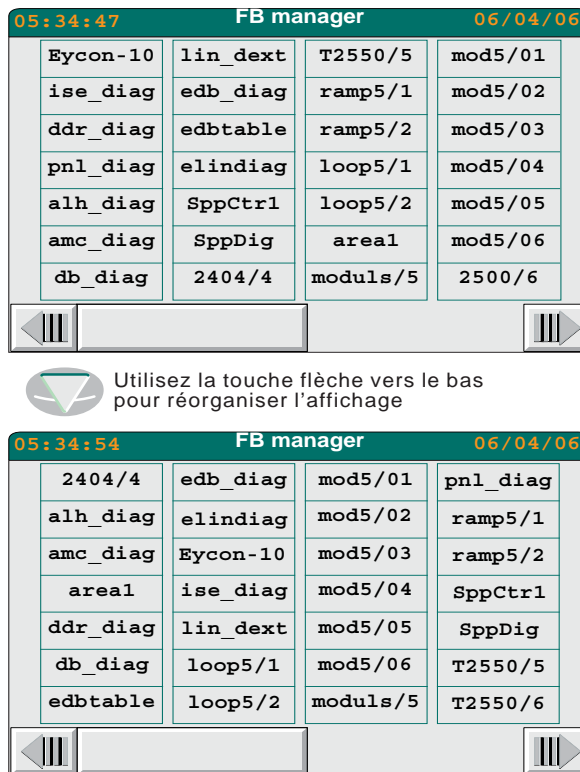 05:34:47 FB manager 06/04/06
Eycon-10 lin_dext T2550/5 mod5/01
ise_diag edb_diag ramp5/1 mod5/02
ddr_diag edbtable ramp5/2 mod5/03
pnl_diag elindiag loop5/1 mod5/04
alh_diag SppCtr1 loop5/2 mod5/05
amc_diag SppDig area1 mod5/06
db_diag 2404/4 moduls/5 2500/6
Utilisez la touche flèche vers le bas
pour réorganiser l'affichage
05:34:54 FB manager 06/04/06
2404/4 edb_diag mod5/01 pnl_diag
alh_diag elindiag mod5/02 ramp5/1
amc_diag Eycon-10 mod5/03 ramp5/2
area1 ise_diag mod5/04 SppCtr1
ddr_diag lin_dext mod5/05 SppDig
db_diag loop5/1 mod5/06 T2550/5
edbtable loop5/2 moduls/5 T2550/6